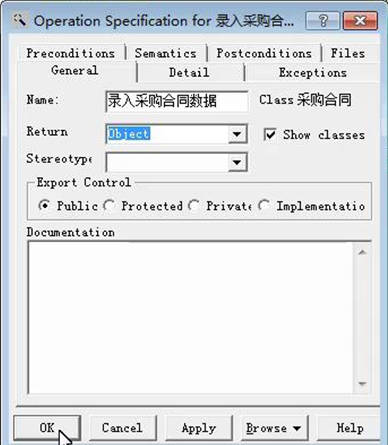 Operation Specification for 录入采购合...
Preconditions Semantics Postconditions Files
General Detail Exceptions
Name: 录入采购合同数据 Class 采购合同
Return Object Show classes
Stereotype
Export Control
Public Protected Private Implementatio
Documentation
OK Cancel Apply Browse Help